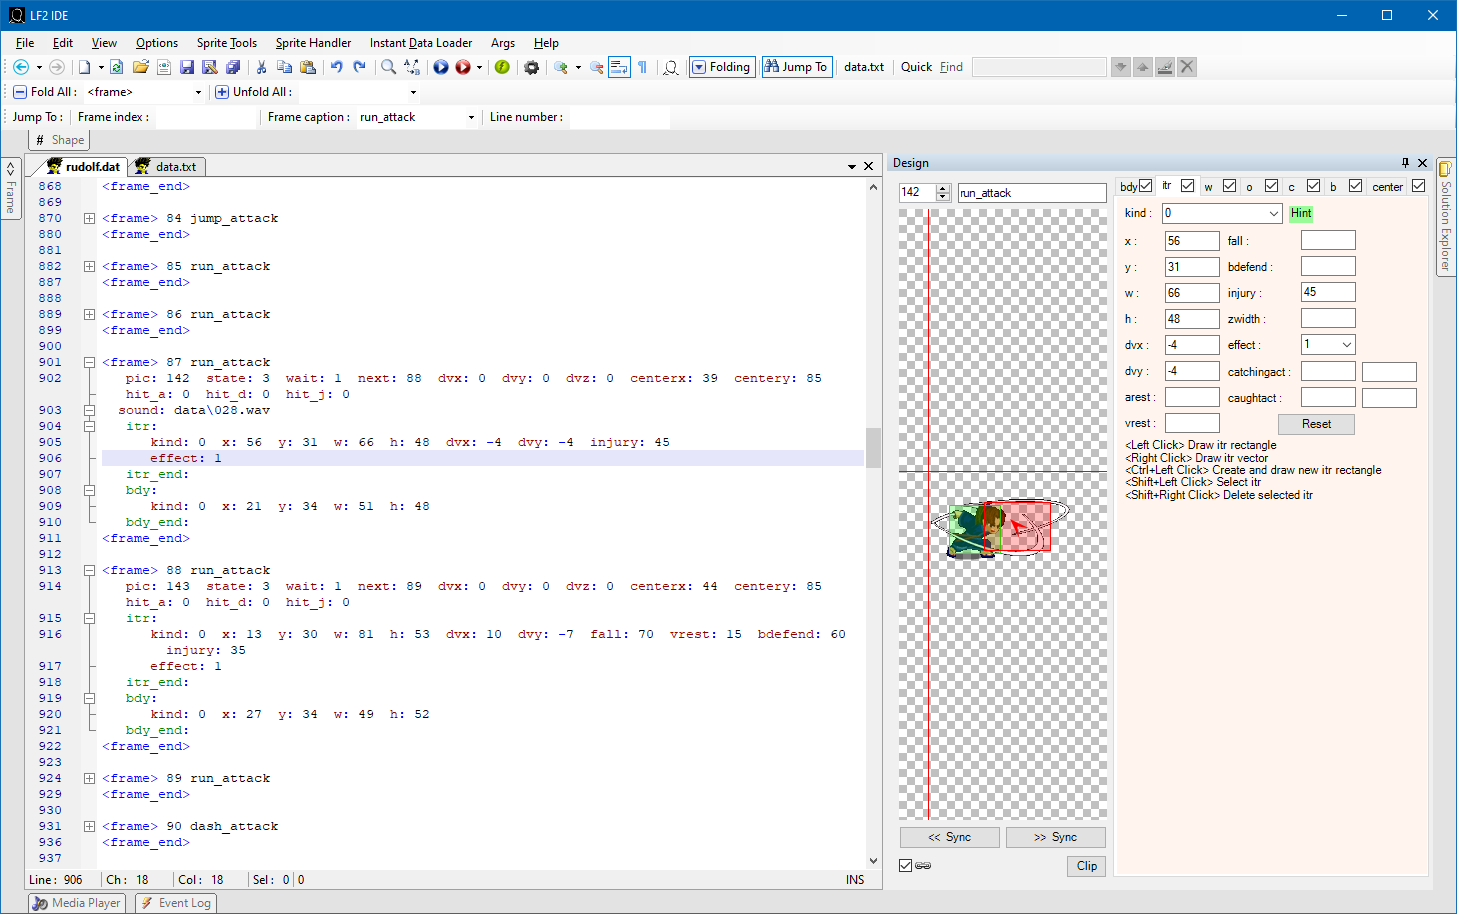 LF2 IDE
File Edit View Options Sprite Tools Sprite Handler Instant Data Loader Args Help
Folding Jump To data.txt Quick Find
Fold All : <frame> Unfold All :
Jump To : Frame index : Frame caption : run_attack Line number :
# Shape
<> Frame
rudolf.dat data.txt
868 <frame_end>
869
870 <frame> 84 jump_attack
880 <frame_end>
881
882 <frame> 85 run_attack
887 <frame_end>
888
889 <frame> 86 run_attack
899 <frame_end>
900
901 <frame> 87 run_attack
902 pic: 142 state: 3 wait: 1 next: 88 dvx: 0 dvy: 0 dvz: 0 centerx: 39 centery: 85
hit_a: 0 hit_d: 0 hit_j: 0
903 sound: data\028.wav
904 itr:
905 kind: 0 x: 56 y: 31 w: 66 h: 48 dvx: -4 dvy: -4 injury: 45
906 effect: 1
907 itr_end:
908 bdy:
909 kind: 0 x: 21 y: 34 w: 51 h: 48
910 bdy_end:
911 <frame_end>
912
913 <frame> 88 run_attack
914 pic: 143 state: 3 wait: 1 next: 89 dvx: 0 dvy: 0 dvz: 0 centerx: 44 centery: 85
hit_a: 0 hit_d: 0 hit_j: 0
915 itr:
916 kind: 0 x: 13 y: 30 w: 81 h: 53 dvx: 10 dvy: -7 fall: 70 vrest: 15 bdefend: 60
injury: 35
917 effect: 1
918 itr_end:
919 bdy:
920 kind: 0 x: 27 y: 34 w: 49 h: 52
921 bdy_end:
922 <frame_end>
923
924 <frame> 89 run_attack
929 <frame_end>
930
931 <frame> 90 dash_attack
936 <frame_end>
937
Line: 906 Ch: 18 Col: 18 Sel: 0 | 0 INS
Media Player Event Log
Design
142 run_attack
<< Sync >> Sync
Clip
bdy itr w o c b center
kind : 0 Hint
x : 56 fall :
y : 31 bdefend :
w : 66 injury : 45
h : 48 zwidth :
dvx : -4 effect : 1
dvy : -4 catchingact :
arest : caughtact :
vrest : Reset
<Left Click> Draw itr rectangle
<Right Click> Draw itr vector
<Ctrl+Left Click> Create and draw new itr rectangle
<Shift+Left Click> Select itr
<Shift+Right Click> Delete selected itr
Solution Explorer